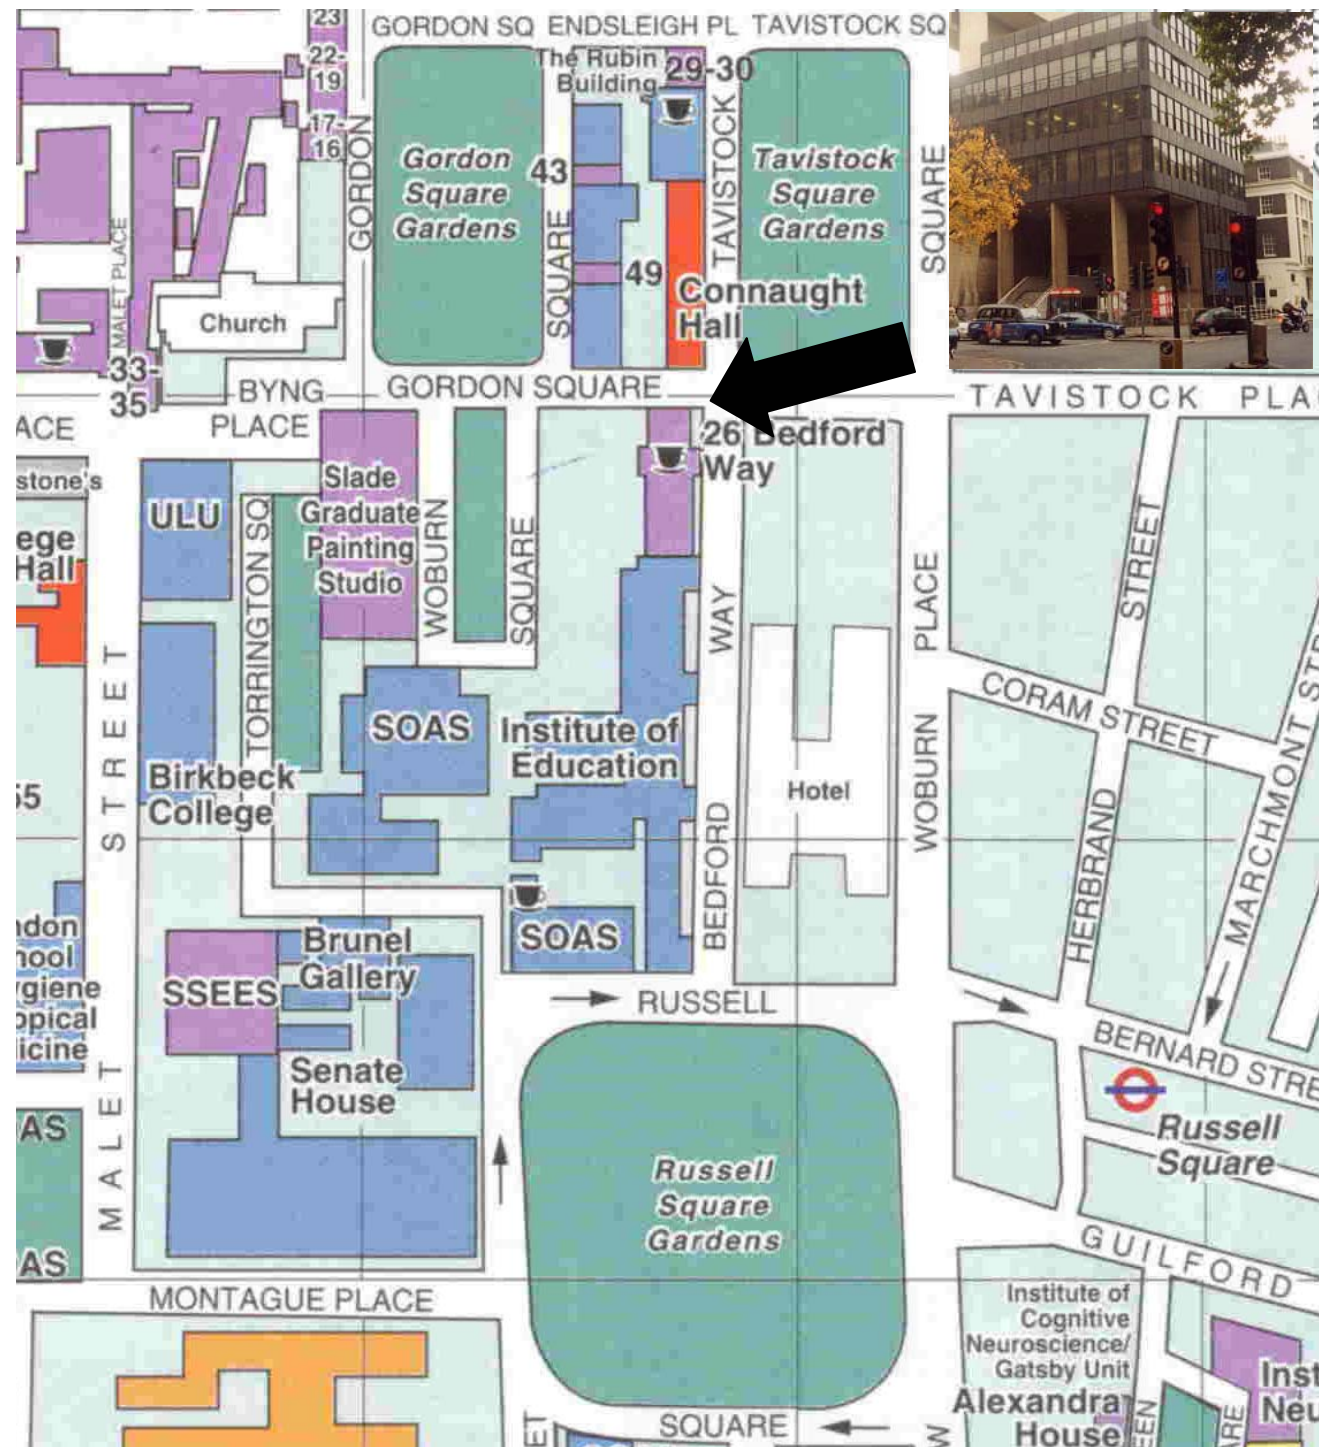 23
22-
19
17-
16
GORDON SQ
ENDSLEIGH PL
TAVISTOCK SQ
The Rubin
Building
29-30
GORDON
Gordon
Square
Gardens
43
49
SQUARE
TAVISTOCK
Tavistock
Square
Gardens
SQUARE
Connaught
Hall
MALET PLACE
Church
33-
35
BYNG
PLACE
GORDON SQUARE
TAVISTOCK PLA
ACE
stone's
ege
Hall
ULU
TORRINGTON SQ
Slade
Graduate
Painting
Studio
WOBURN
SQUARE
26 Bedford
Way
WAY
BEDFORD
PLACE
WOBURN
STREET
HERBRAND
CORAM STREET
MARCHMONT STR
SOAS
Institute of
Education
Hotel
Birkbeck
College
55
STREET
MALET
ndon
hool
ygiene
opical
icine
SOAS
Brunel
Gallery
SSEES
Senate
House
RUSSELL
BERNARD STRE
Russell
Square
AS
AS
Russell
Square
Gardens
GUILFORD
MONTAGUE PLACE
Institute of
Cognitive
Neuroscience/
Gatsby Unit
Alexandra
House
Inst
Neu
SQUARE
ET
W
EEN
RE